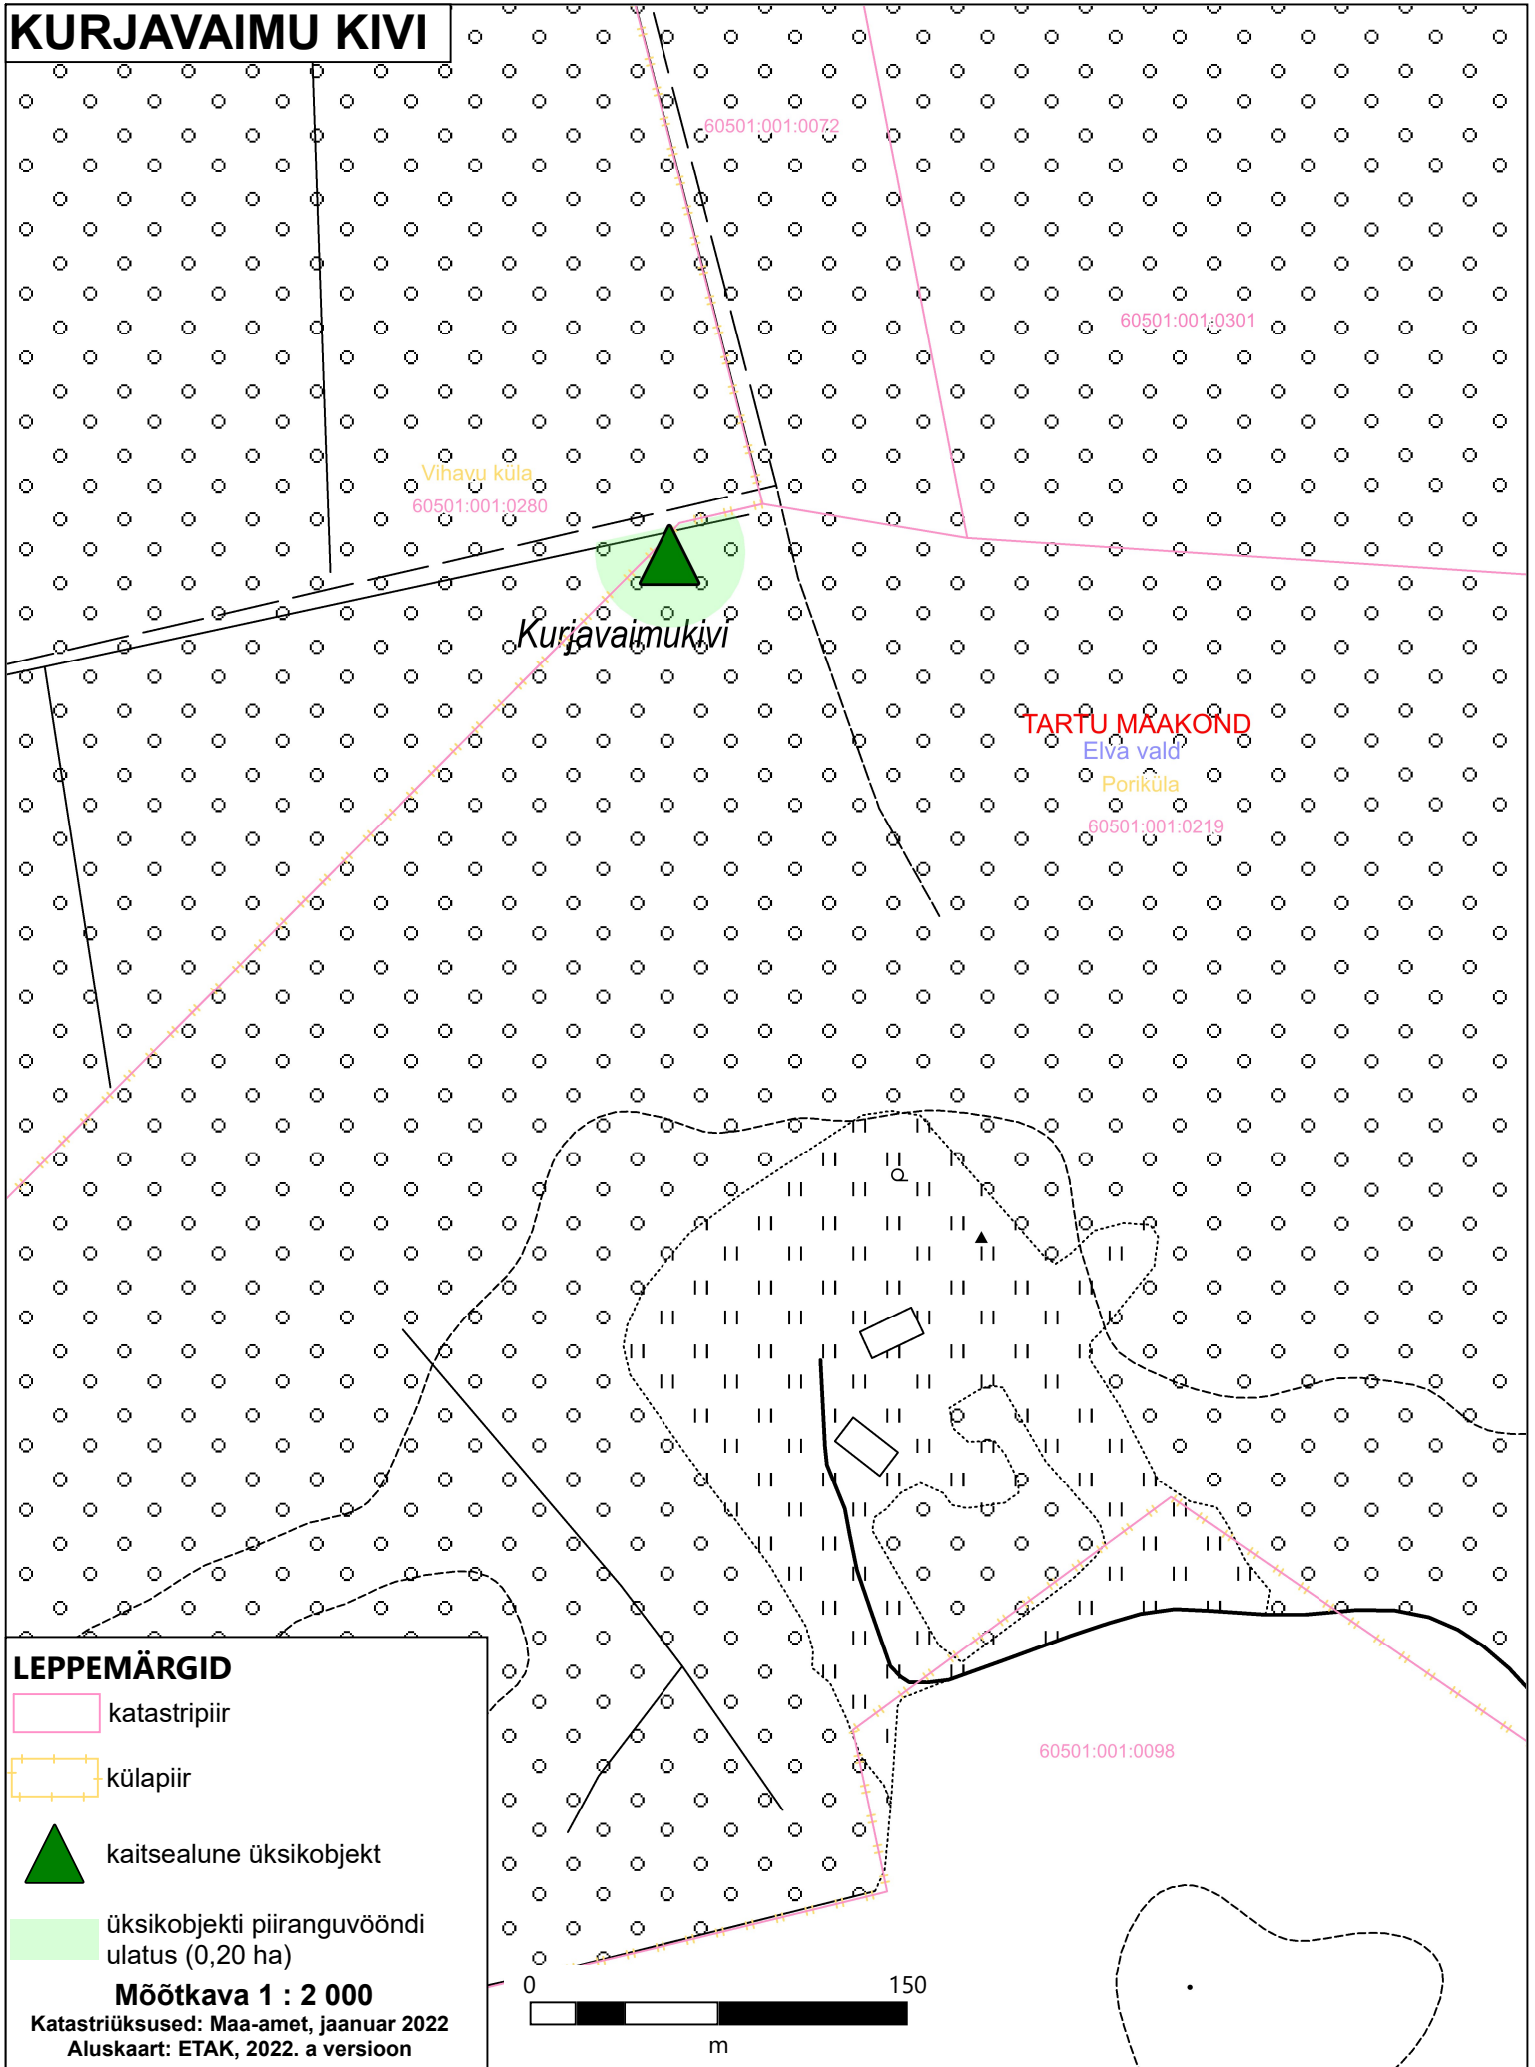 KURJAVAIMU KIVI
60501:001:0072
60501:001:0301
Vihavu küla
60501:001:0280
Kurjavaimukivi
TARTU MAAKOND
Elva vald
Poriküla
60501:001:0219
60501:001:0098
LEPPEMÄRGID
katastripiir
külapiir
kaitsealune üksikobjekt
üksikobjekti piiranguvööndi
ulatus (0,20 ha)
Mõõtkava 1 : 2 000
Katastriüksused: Maa-amet, jaanuar 2022
Aluskaart: ETAK, 2022. a versioon
0 150
m